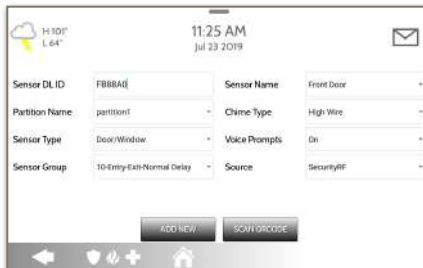 H 101°
L 64°
11:25 AM
Jul 23 2019
Sensor DL ID FB88A0 Sensor Name Front Door
Partition Name partition1 Chime Type High Wire
Sensor Type Door/Window Voice Prompts On
Sensor Group 10-Entry-Exit-Normal Delay Source SecurityRF
ADD NEW SCAN QRCODE